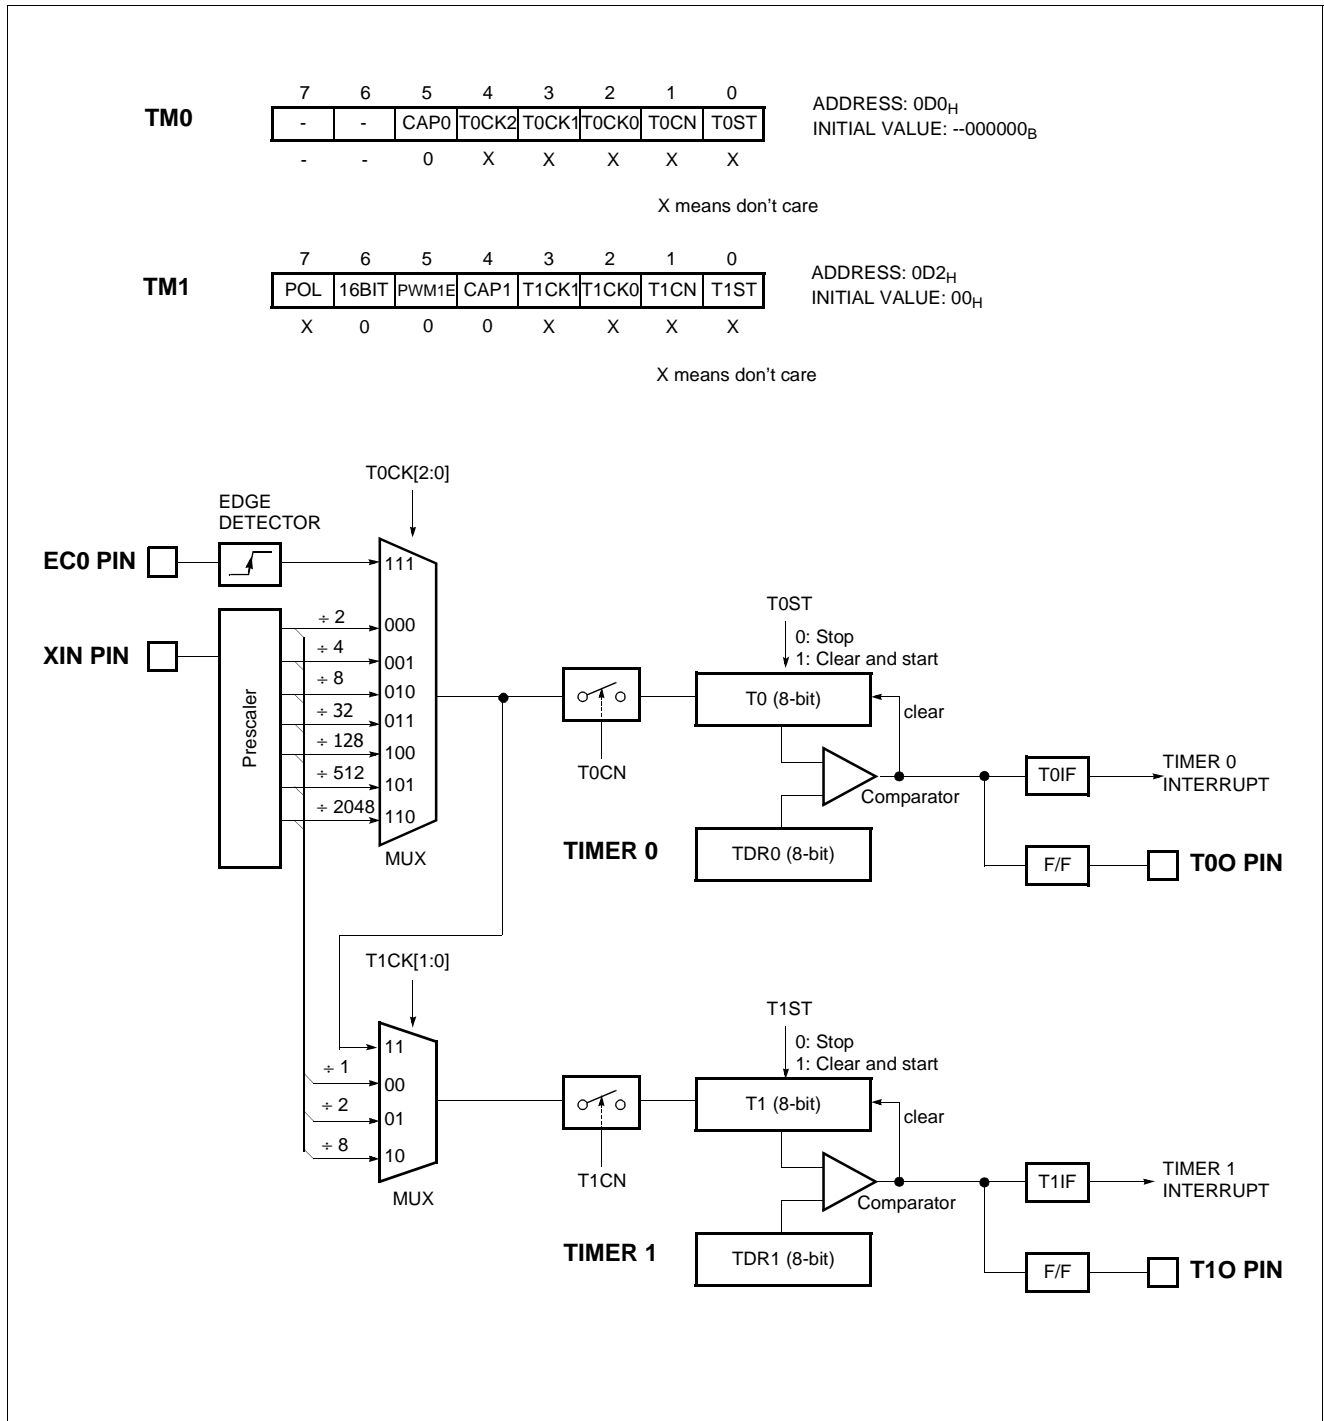 7 6 5 4 3 2 1 0
TM0 - - CAP0 T0CK2 T0CK1 T0CK0 T0CN T0ST
- - 0 X X X X X
ADDRESS: 0D0H
INITIAL VALUE: --000000B
X means don't care
7 6 5 4 3 2 1 0
TM1 POL 16BIT PWM1E CAP1 T1CK1 T1CK0 T1CN T1ST
X 0 0 0 X X X X
ADDRESS: 0D2H
INITIAL VALUE: 00H
X means don't care
T0CK[2:0]
EDGE
DETECTOR
EC0 PIN
111
XIN PIN
Prescaler
÷ 2 000
÷ 4 001
÷ 8 010
÷ 32 011
÷ 128 100
÷ 512 101
÷ 2048 110
MUX
T0CN
T0ST
0: Stop
1: Clear and start
T0 (8-bit)
clear
Comparator
TIMER 0
TDR0 (8-bit)
T0IF
TIMER 0
INTERRUPT
F/F
T0O PIN
T1CK[1:0]
11
÷ 1 00
÷ 2 01
÷ 8 10
MUX
T1CN
T1ST
0: Stop
1: Clear and start
T1 (8-bit)
clear
Comparator
TIMER 1
TDR1 (8-bit)
T1IF
TIMER 1
INTERRUPT
F/F
T1O PIN